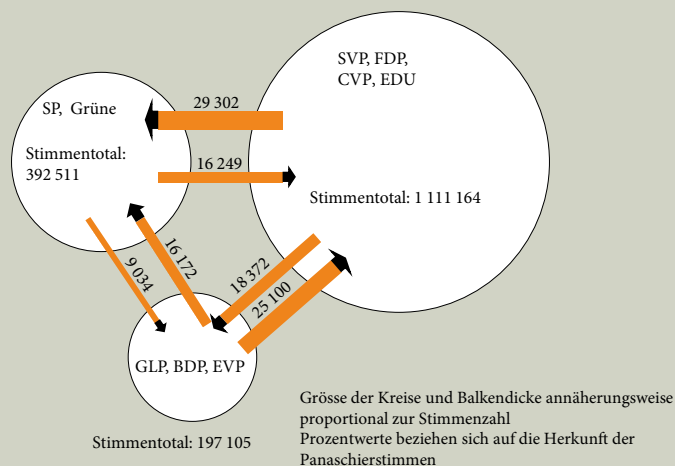 SVP, FDP,
CVP, EDU
SP, Grüne
29 302
Stimmentotal:
392 511
16 249
Stimmentotal: 1 111 164
16 172
9 034
18 372
25 100
GLP, BDP, EVP
Stimmentotal: 197 105
Grösse der Kreise und Balkendicke annäherungsweise
proportional zur Stimmenzahl
Prozentwerte beziehen sich auf die Herkunft der
Panaschierstimmen